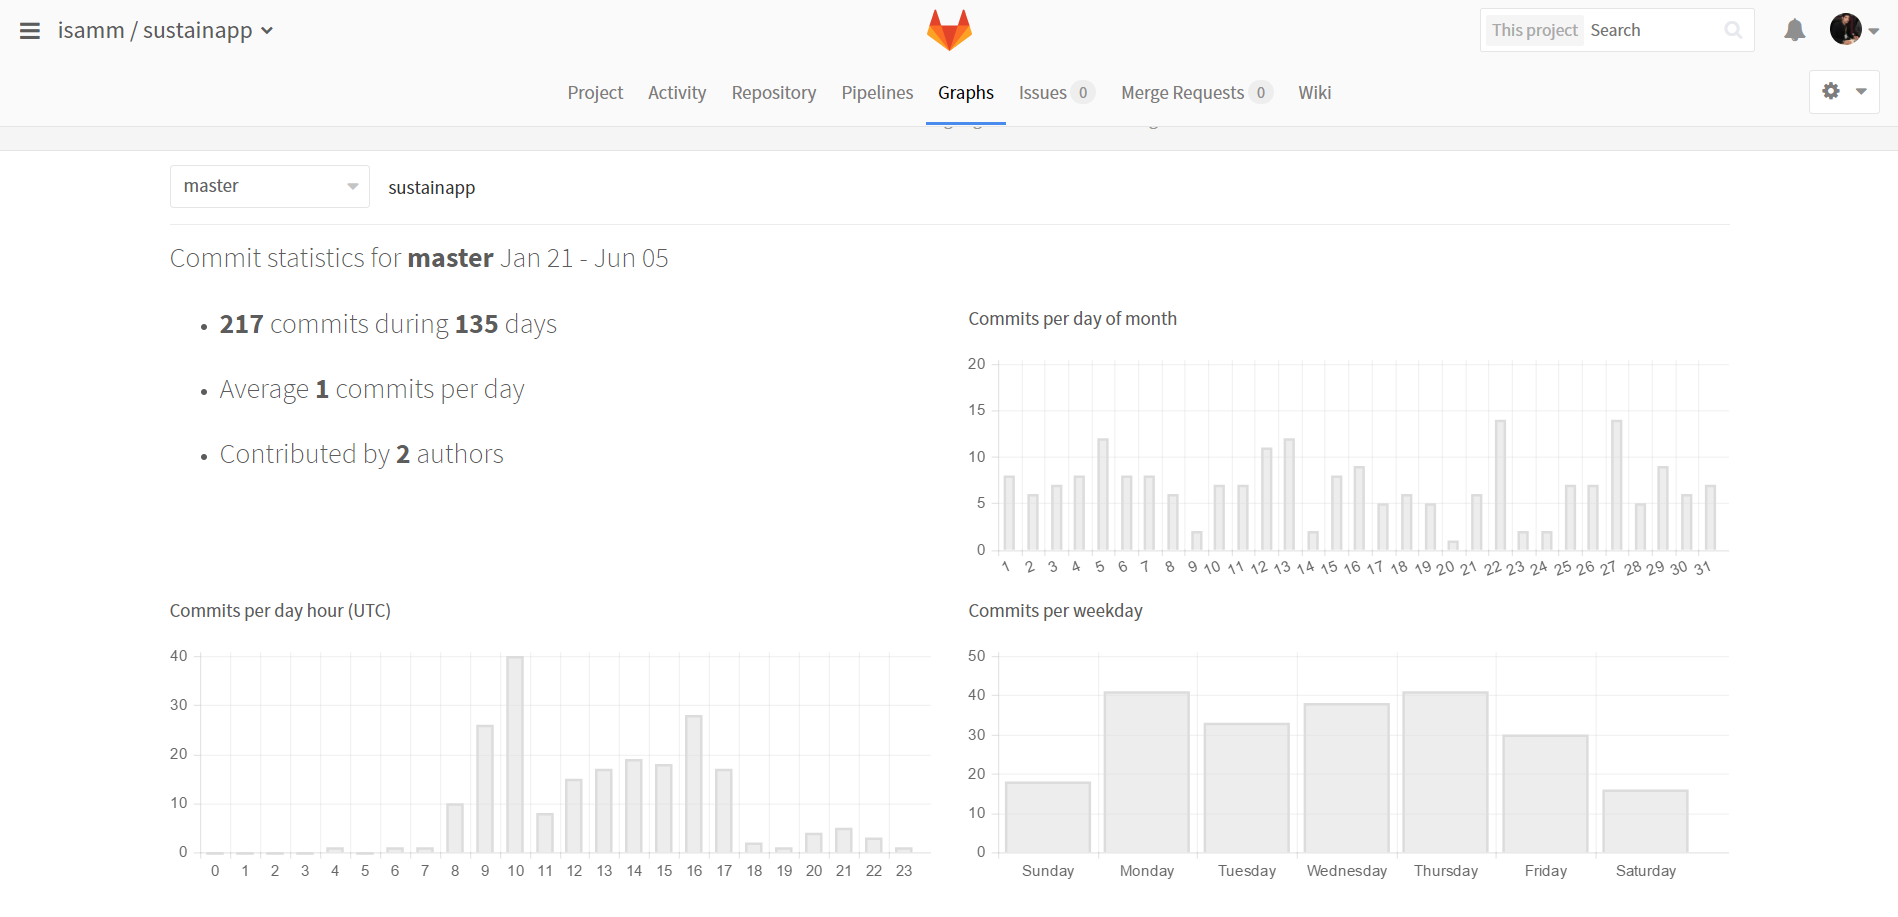 isamm / sustainapp
This project Search
Project Activity Repository Pipelines Graphs Issues 0 Merge Requests 0 Wiki
master
sustainapp
Commit statistics for master Jan 21 - Jun 05
217 commits during 135 days
Average 1 commits per day
Contributed by 2 authors
Commits per day of month
20
15
10
5
0
1 2 3 4 5 6 7 8 9 10 11 12 13 14 15 16 17 18 19 20 21 22 23 24 25 26 27 28 29 30 31
Commits per day hour (UTC)
40
30
20
10
0
0 1 2 3 4 5 6 7 8 9 10 11 12 13 14 15 16 17 18 19 20 21 22 23
Commits per weekday
50
40
30
20
10
0
Sunday Monday Tuesday Wednesday Thursday Friday Saturday